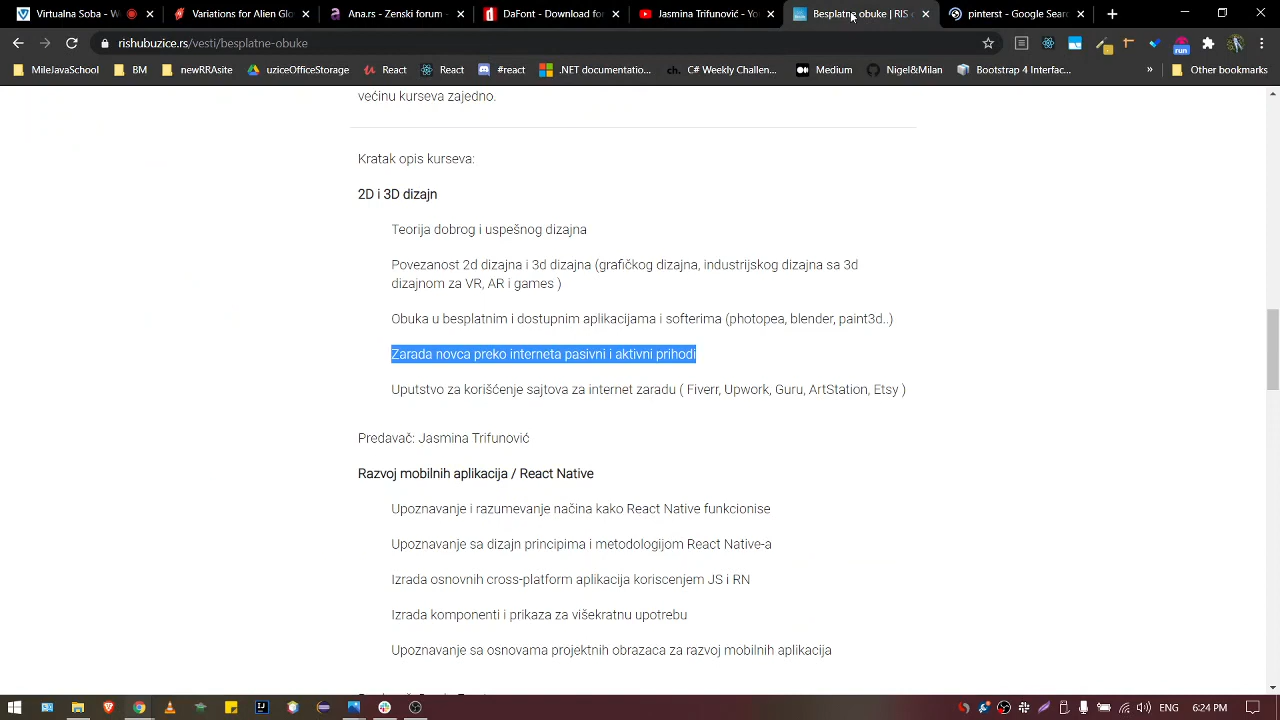 Virtualna Soba - W
Variations for Alien Glo
Ana.rs - Zenski forum -
DaFont - Download fo
Jasmina Trifunović - Yo
Besplatne obuke | RIS
pinterst - Google Searc
rishubuzice.rs/vesti/besplatne-obuke
run
MileJavaSchool
BM
newRRAsite
uziceOfficeStorage
React
React
#react
.NET documentatio...
C# Weekly Challen...
Medium
Nigel&Milan
Bootstrap 4 Interfac...
»
Other bookmarks
većinu kurseva zajedno.
Kratak opis kurseva:
2D i 3D dizajn
Teorija dobrog i uspešnog dizajna
Povezanost 2d dizajna i 3d dizajna (grafičkog dizajna, industrijskog dizajna sa 3d
dizajnom za VR, AR i games )
Obuka u besplatnim i dostupnim aplikacijama i softerima (photopea, blender, paint3d..)
Zarada novca preko interneta pasivni i aktivni prihodi
Uputstvo za korišćenje sajtova za internet zaradu ( Fiverr, Upwork, Guru, ArtStation, Etsy )
Predavač: Jasmina Trifunović
Razvoj mobilnih aplikacija / React Native
Upoznavanje i razumevanje načina kako React Native funkcionise
Upoznavanje sa dizajn principima i metodologijom React Native-a
Izrada osnovnih cross-platform aplikacija koriscenjem JS i RN
Izrada komponenti i prikaza za višekratnu upotrebu
Upoznavanje sa osnovama projektnih obrazaca za razvoj mobilnih aplikacija
ENG
6:24 PM